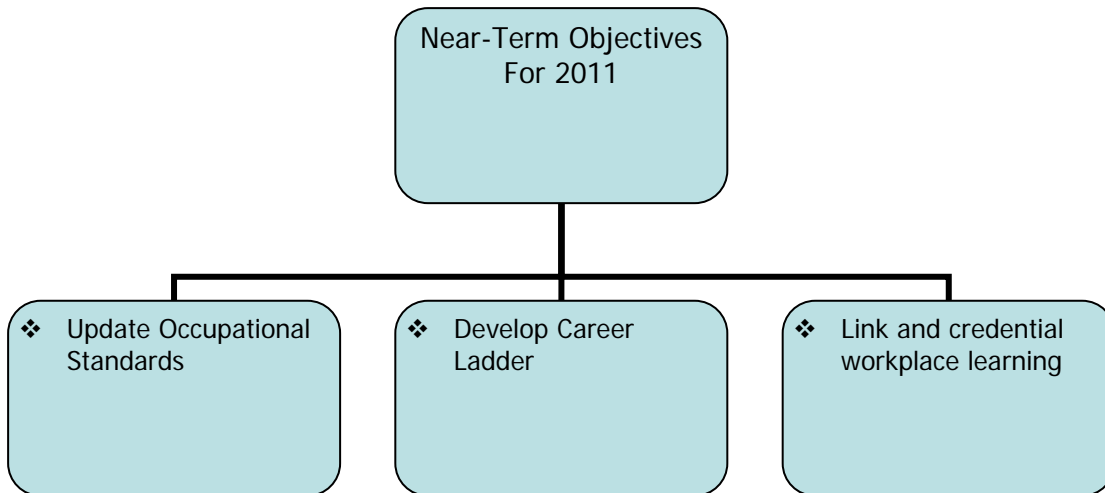 Near-Term Objectives
For 2011
❖ Update Occupational
Standards
❖ Develop Career
Ladder
❖ Link and credential
workplace learning